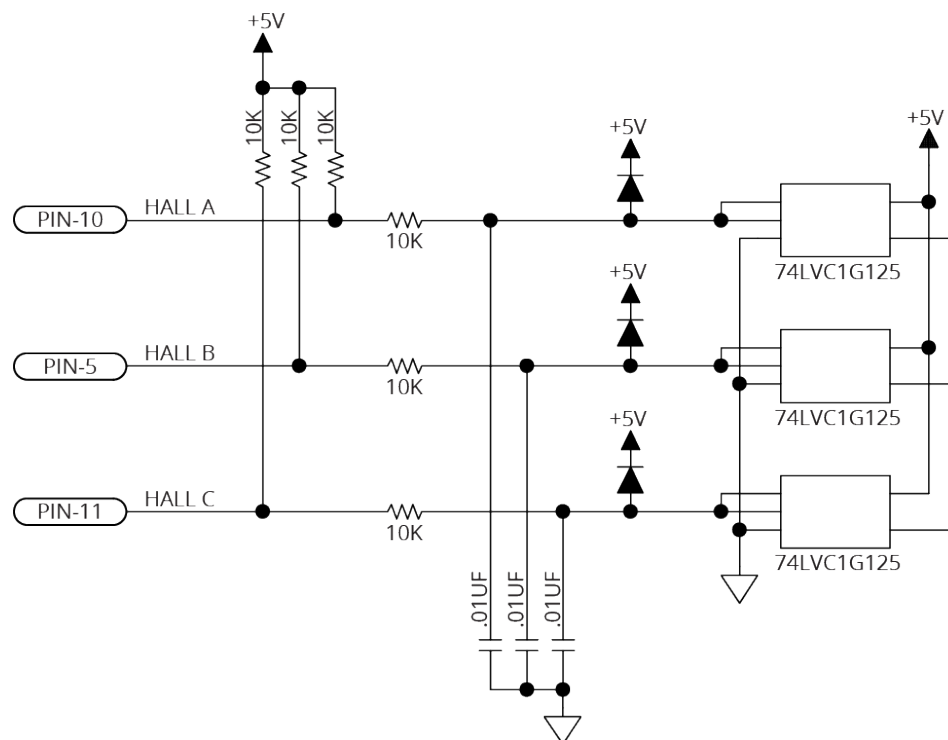 +5V
10K
10K
10K
+5V
+5V
PIN-10
HALL A
10K
74LVC1G125
+5V
PIN-5
HALL B
10K
74LVC1G125
+5V
PIN-11
HALL C
10K
74LVC1G125
.01UF
.01UF
.01UF